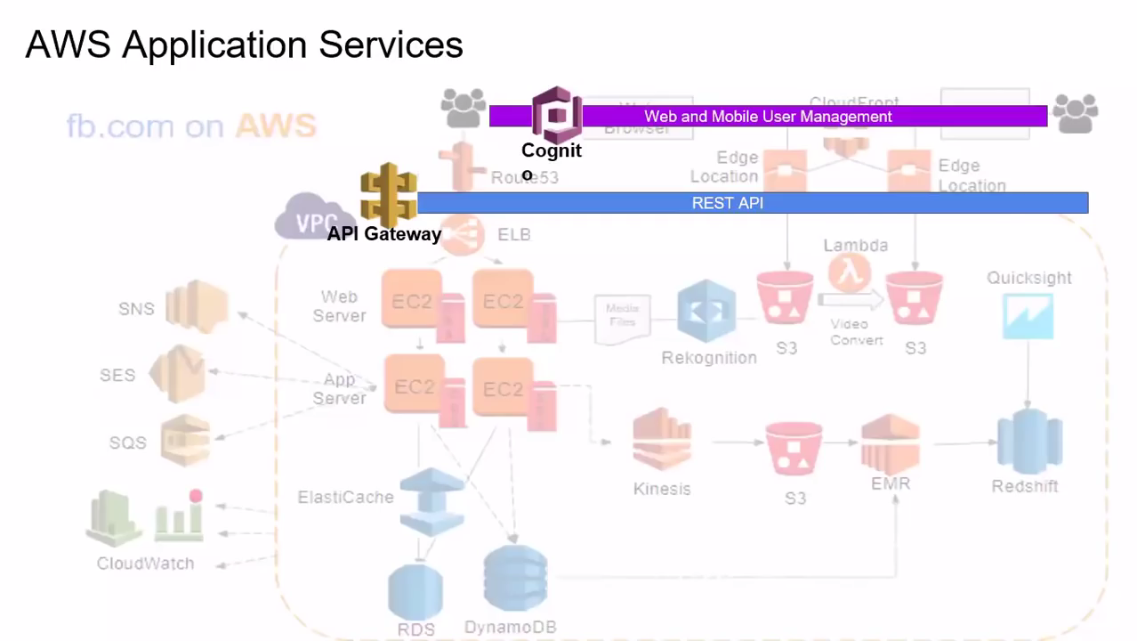 AWS Application Services
fb.com on AWS
Web and Mobile User Management
CloudFront
Browser
Cognit
o
Route53
Edge
Location
Edge
Location
REST API
VPC
API Gateway
ELB
Lambda
Quicksight
SNS
Web
Server
EC2
EC2
Media
Files
Rekognition
S3
Video
Convert
S3
SES
App
Server
EC2
EC2
SQS
ElastiCache
Kinesis
S3
EMR
Redshift
CloudWatch
RDS
DynamoDB